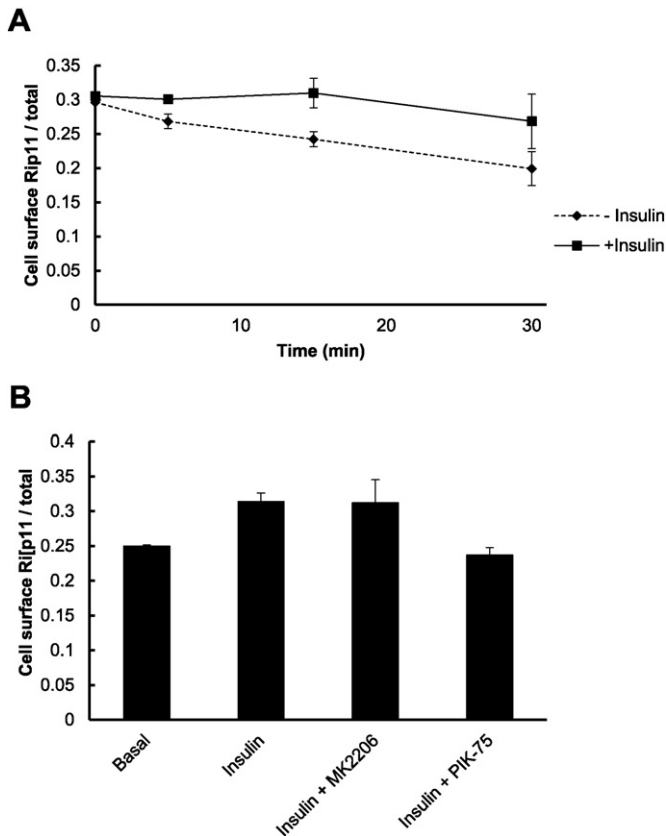 A
Cell surface Rip11 / total
0.35
0.3
0.25
0.2
0.15
0.1
0.05
0
0
10
20
30
Time (min)
- Insulin
+Insulin
B
Cell surface Ri[p11 / total
0.4
0.35
0.3
0.25
0.2
0.15
0.1
0.05
0
Basal
Insulin
Insulin + MK2206
Insulin + PIK-75